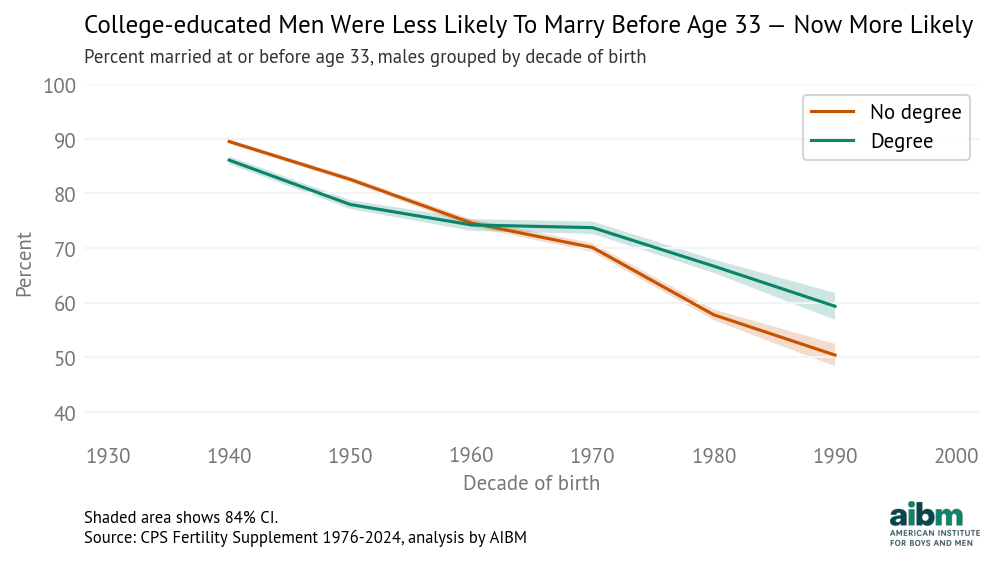 College-educated Men Were Less Likely To Marry Before Age 33 — Now More Likely
Percent married at or before age 33, males grouped by decade of birth
100
90
80
70
60
50
40
Percent
No degree
Degree
1930 1940 1950 1960 1970 1980 1990 2000
Decade of birth
Shaded area shows 84% CI.
Source: CPS Fertility Supplement 1976-2024, analysis by AIBM
aibm
AMERICAN INSTITUTE
FOR BOYS AND MEN